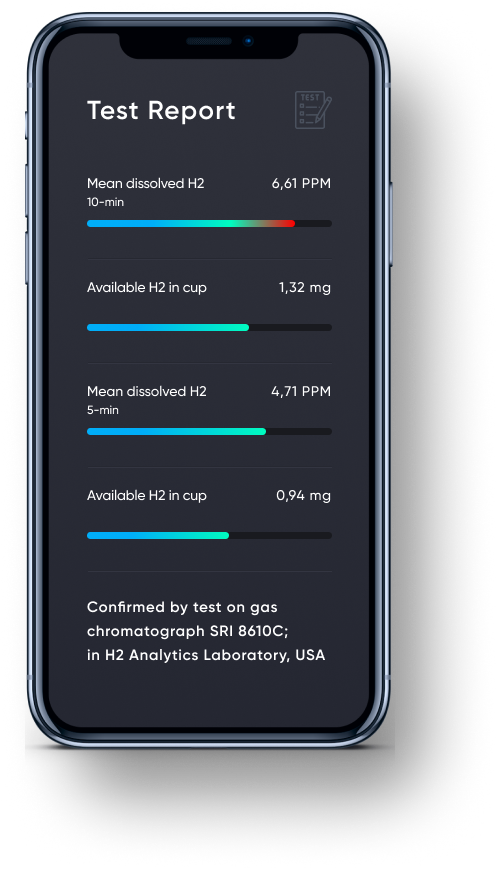 Test Report
TEST
Mean dissolved H2 6,61 PPM
10-min
Available H2 in cup 1,32 mg
Mean dissolved H2 4,71 PPM
5-min
Available H2 in cup 0,94 mg
Confirmed by test on gas
chromatograph SRI 8610C;
in H2 Analytics Laboratory, USA